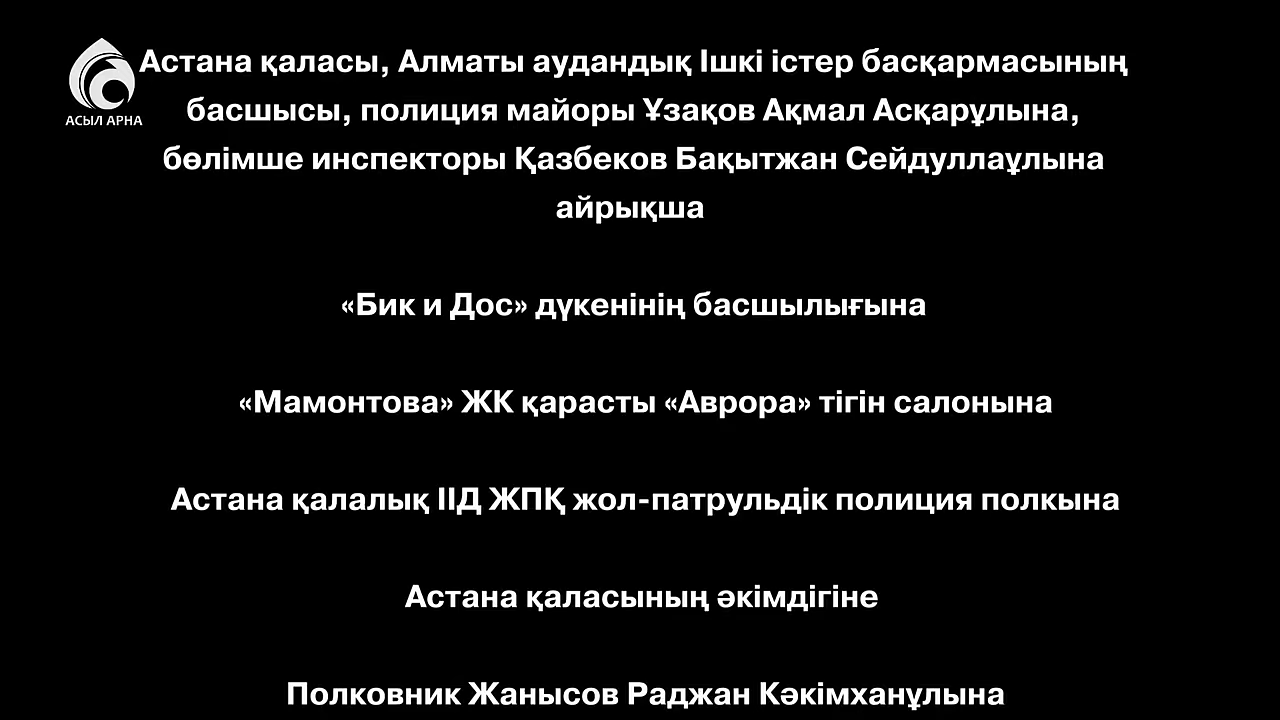 АСЫЛ АРНА
Астана қаласы, Алматы аудандық Ішкі істер басқармасының
басшысы, полиция майоры Ұзақов Ақмал Асқарұлына,
бөлімше инспекторы Қазбеков Бақытжан Сейдуллаұлына
айрықша
«Бик и Дос» дүкенінің басшылығына
«Мамонтова» ЖК қарасты «Аврора» тігін салонына
Астана қалалық ІІД ЖПҚ жол-патрульдік полиция полкына
Астана қаласының әкімдігіне
Полковник Жанысов Раджан Кәкімханұлына